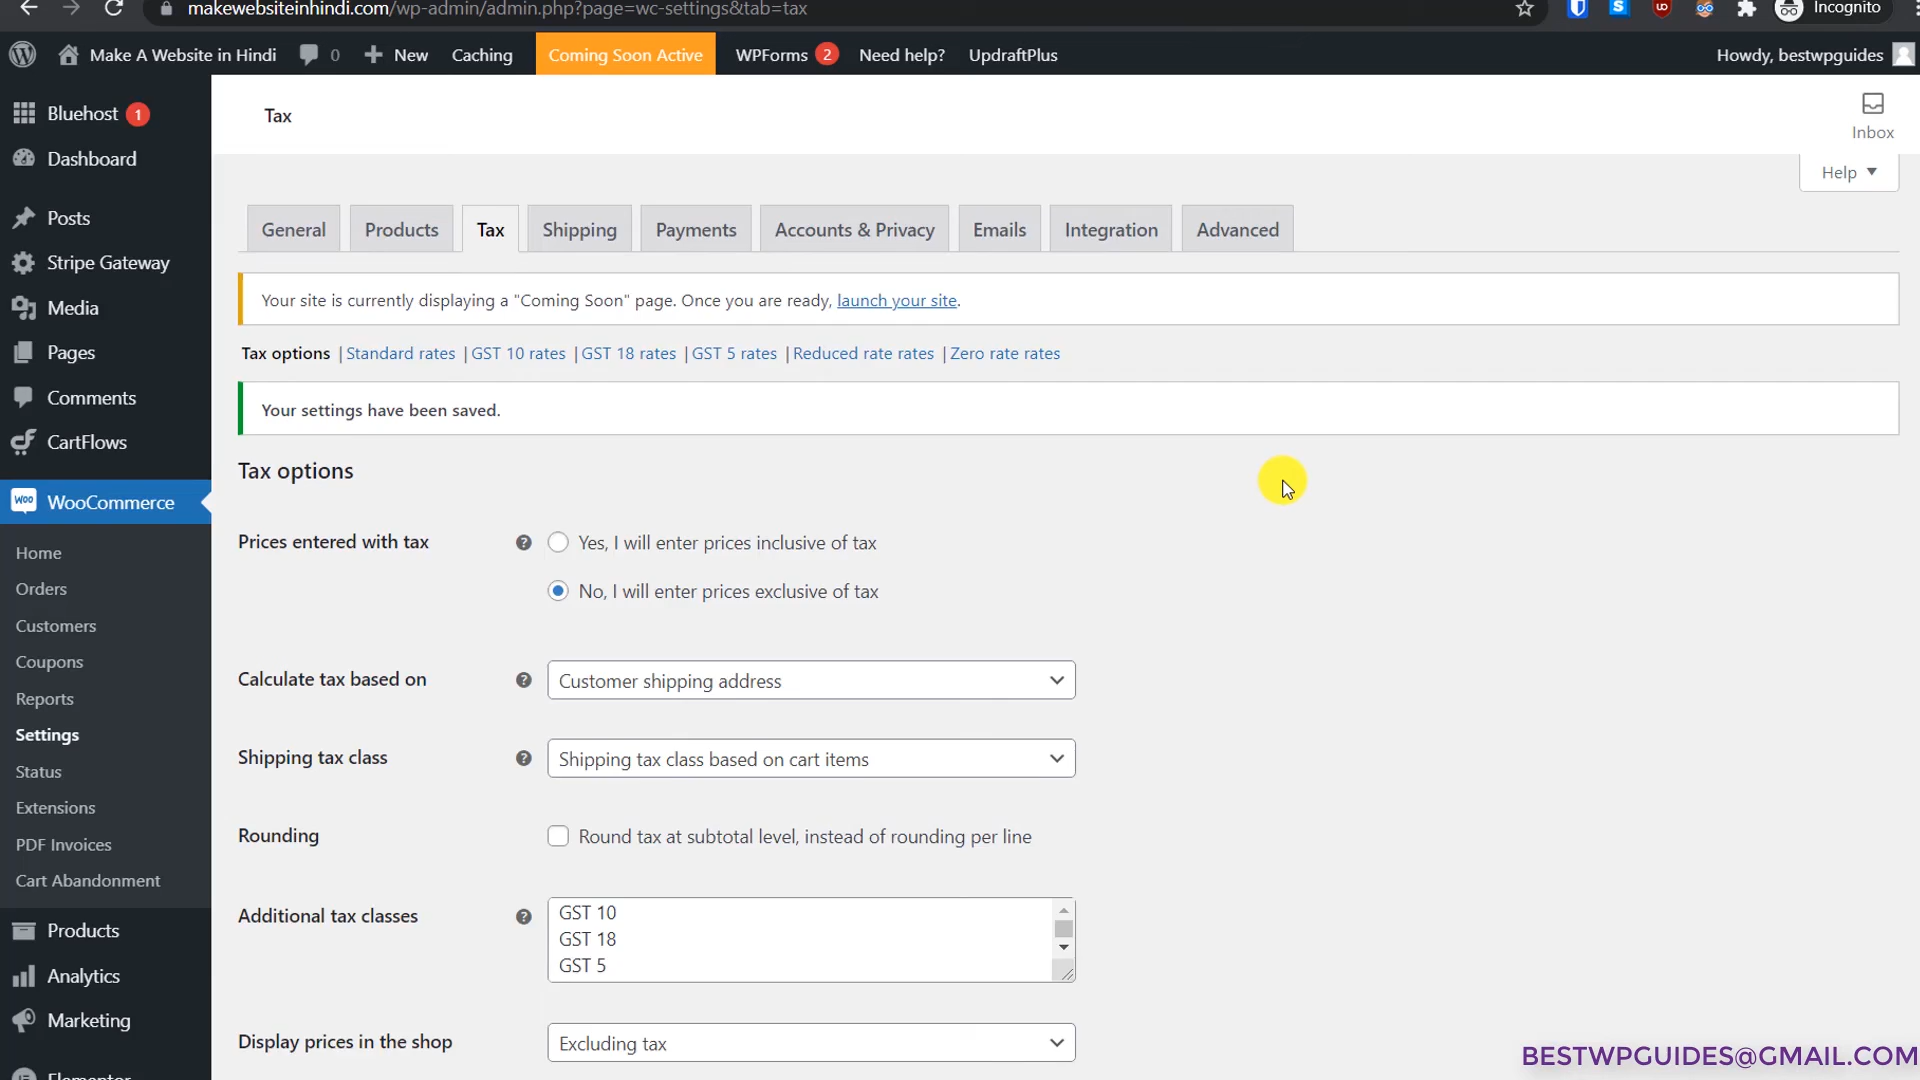 makewebsiteinhindi.com/wp-admin/admin.php?page=wc-settings&tab=tax
Incognito
Make A Website in Hindi
0
New
Caching
Coming Soon Active
WPForms 2
Need help?
UpdraftPlus
Howdy, bestwpguides
Bluehost 1
Dashboard
Posts
Stripe Gateway
Media
Pages
Comments
CartFlows
WooCommerce
Home
Orders
Customers
Coupons
Reports
Settings
Status
Extensions
PDF Invoices
Cart Abandonment
Products
Analytics
Marketing
Tax
Inbox
Help
General
Products
Tax
Shipping
Payments
Accounts & Privacy
Emails
Integration
Advanced
Your site is currently displaying a "Coming Soon" page. Once you are ready, launch your site.
Tax options | Standard rates | GST 10 rates | GST 18 rates | GST 5 rates | Reduced rate rates | Zero rate rates
Your settings have been saved.
Tax options
Prices entered with tax
Yes, I will enter prices inclusive of tax
No, I will enter prices exclusive of tax
Calculate tax based on
Customer shipping address
Shipping tax class
Shipping tax class based on cart items
Rounding
Round tax at subtotal level, instead of rounding per line
Additional tax classes
GST 10
GST 18
GST 5
Display prices in the shop
Excluding tax
BESTWPGUIDES@GMAIL.COM